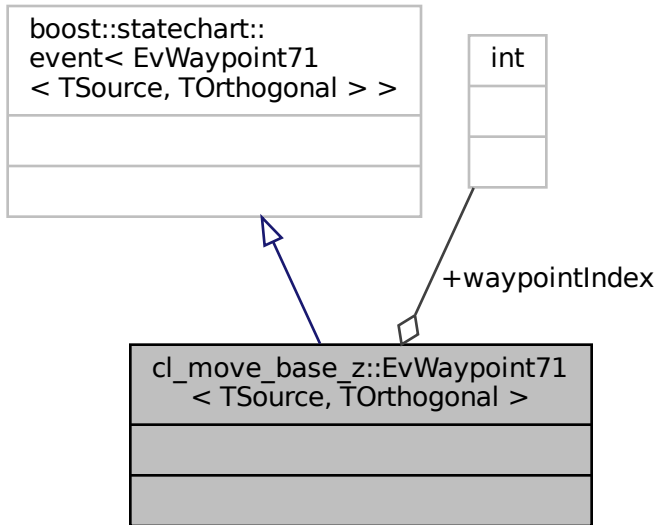 boost::statechart::
event< EvWaypoint71
< TSource, TOrthogonal > >
int
+waypointIndex
cl_move_base_z::EvWaypoint71
< TSource, TOrthogonal >